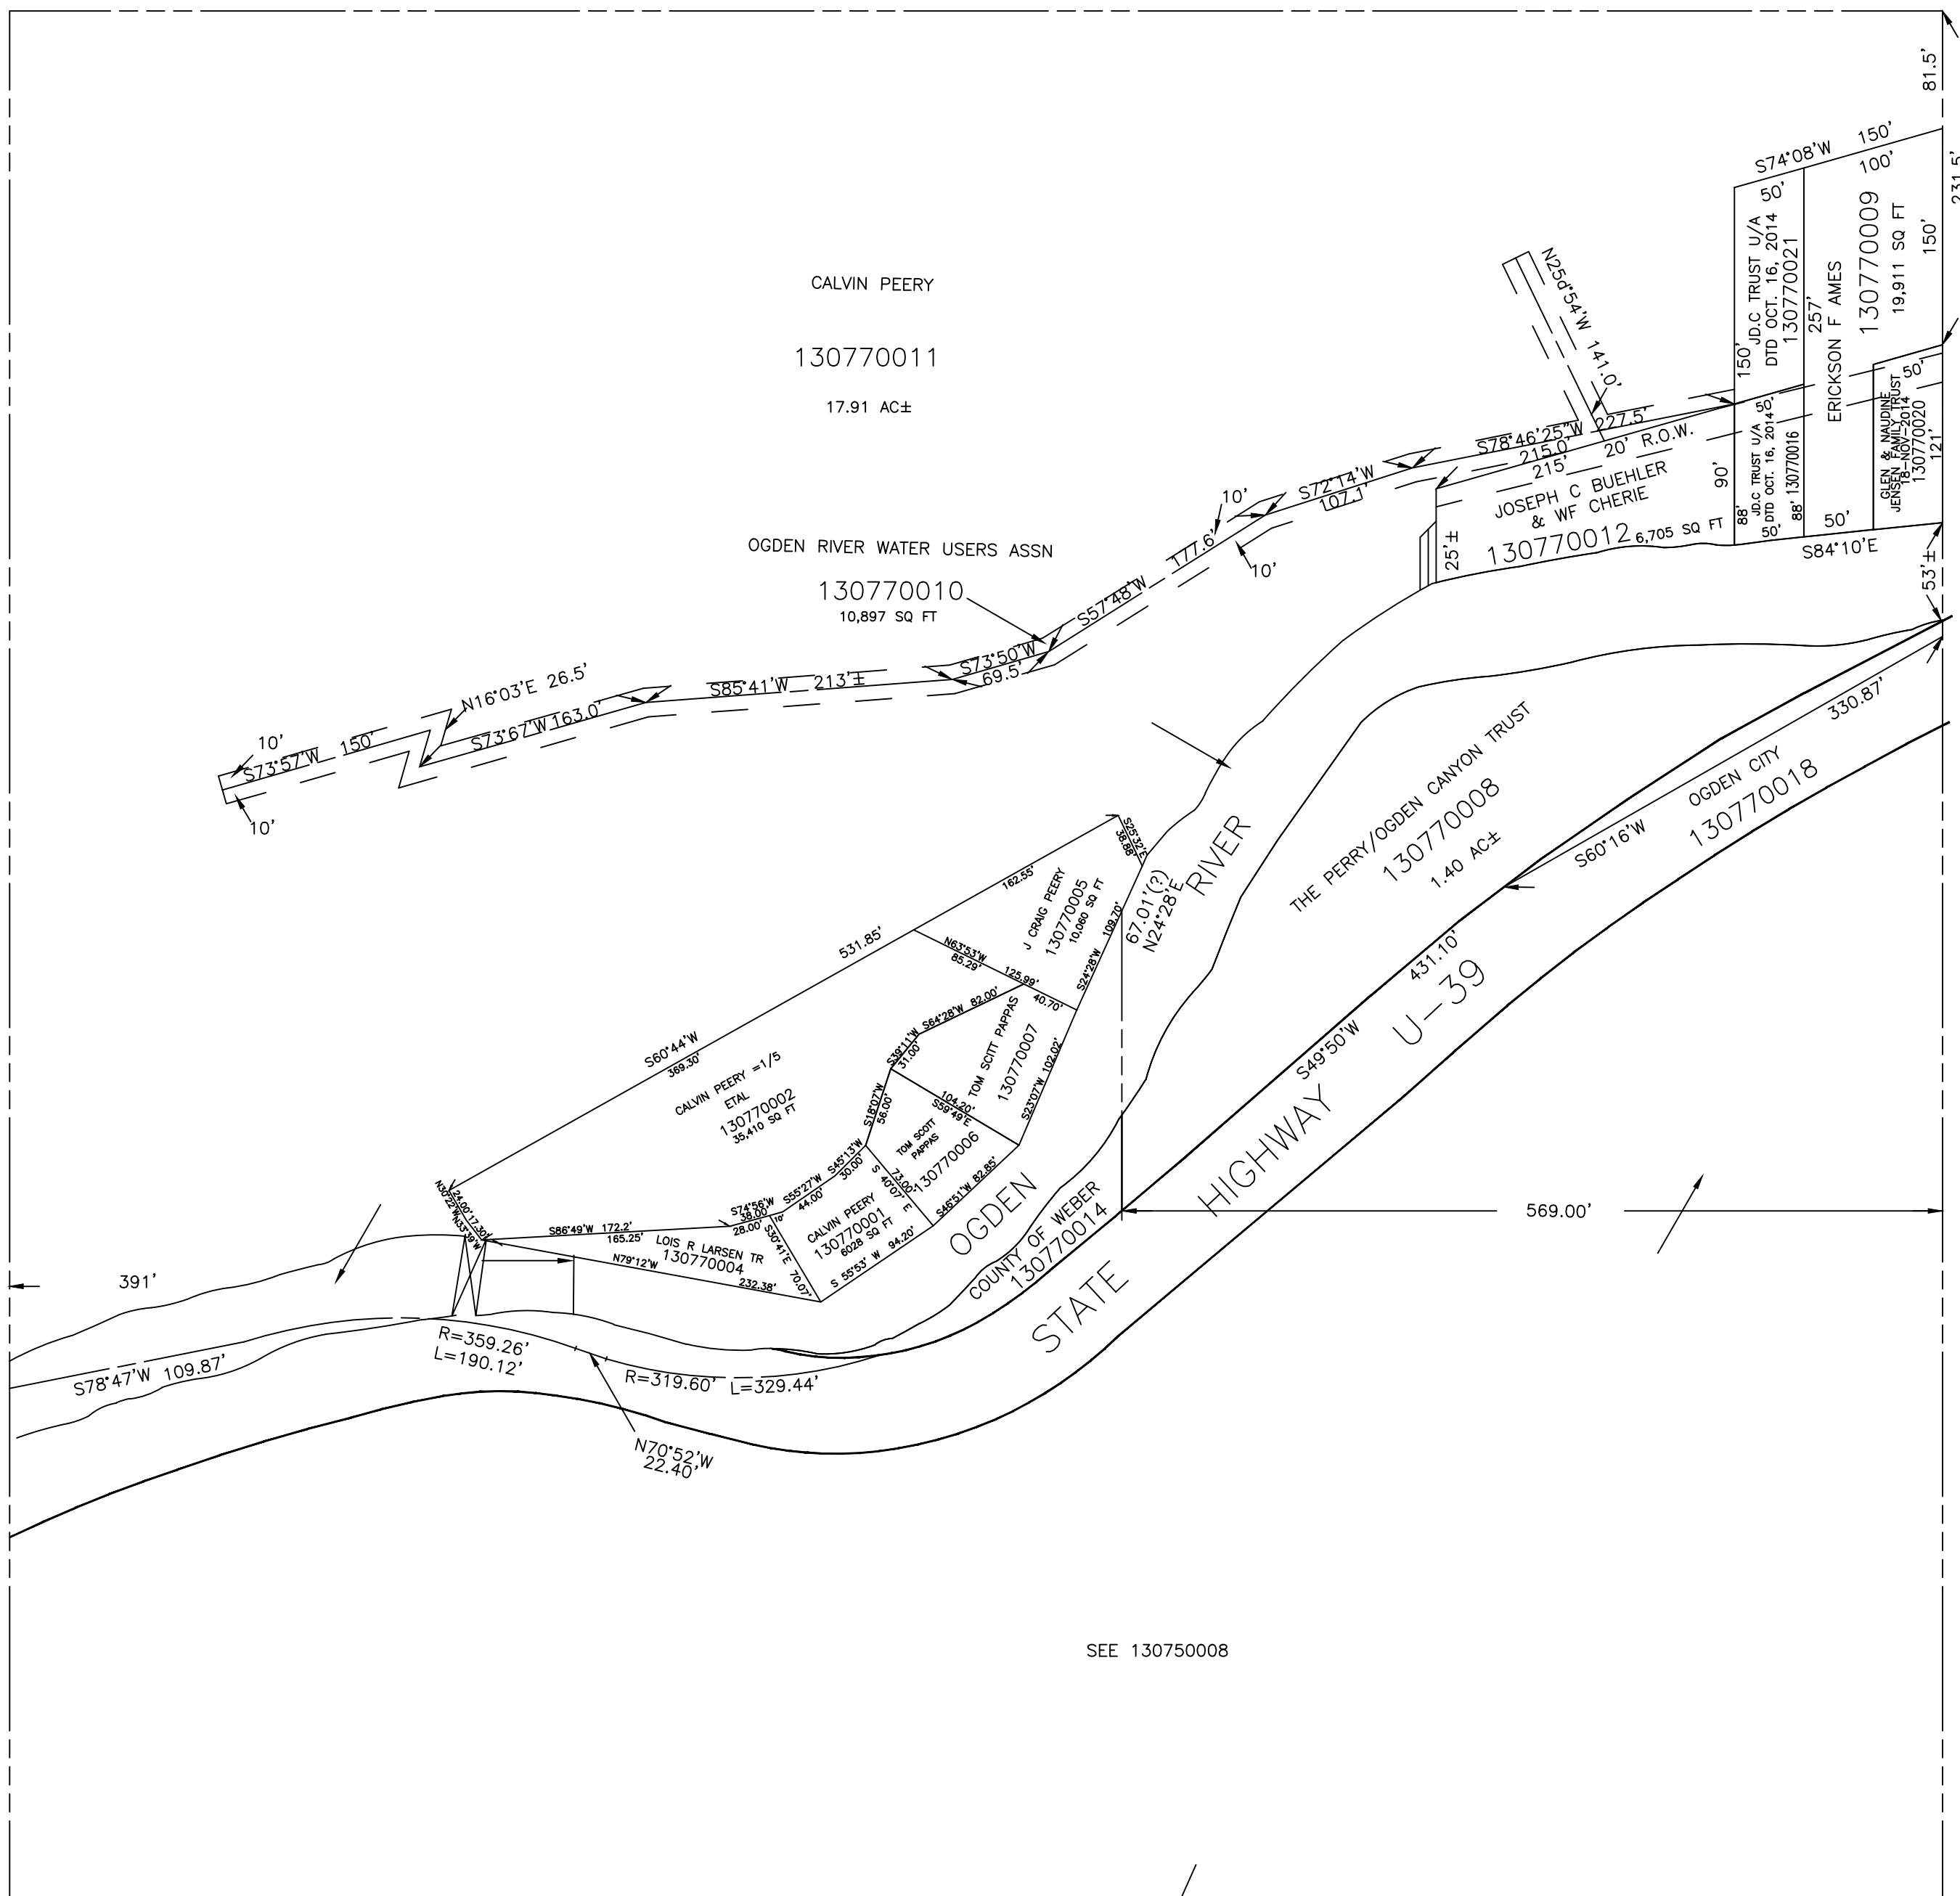 81.5'
S74°08'W 150'
50'
100'
231.5'
JD.C TRUST U/A
DTD OCT. 16, 2014
130770021
150'
257'
ERICKSON F AMES
130770009
19,911 SQ FT
150'
CALVIN PEERY
130770011
17.91 AC±
N25d°54'W 141.0'
50'
GLEN & NAUDINE
JENSEN FAMILY TRUST
18-NOV-2014
130770020
121'
50'
JD.C TRUST U/A
DTD OCT. 16, 2014
88'
88' 130770016
50'
50'
S84°10'E
53'±
90'
S78°46'25"W 227.5'
215.0'
215'
20' R.O.W.
JOSEPH C BUEHLER
& WF CHERIE
130770012 6,705 SQ FT
25'±
S72°14'W
107.1'
10'
10'
177.6'
S57°48'W
OGDEN RIVER WATER USERS ASSN
130770010
10,897 SQ FT
S73°50'W
69.5'
S85°41'W 213'±
N16°03'E 26.5'
S73°67'W 163.0'
10'
S73°57'W 150'
10'
330.87'
OGDEN CITY
130770018
S60°16'W
THE PERRY/OGDEN CANYON TRUST
130770008
1.40 AC±
431.10'
S49°50'W
U-39
HIGHWAY
STATE
569.00'
RIVER
OGDEN
67.01'(?)
N24°28'E
S25°32'E
38.88'
162.55'
J CRAIG PEERY
130770005
10,060 SQ FT
S24°28'W 109.70'
531.85'
N63°53'W
85.29'
125.99'
40.70'
S64°28'W 82.00'
S39°11'W
31.00'
TOM SCITT PAPPAS
130770007
S23°07'W 102.02'
104.20'
S59°49'E
S60°44'W
369.30'
CALVIN PEERY =1/5
ETAL
130770002
35,410 SQ FT
S18°07'W
56.00'
TOM SCOTT
PAPPAS
130770006
S46°51'W 82.85'
S45°13'W
30.00'
73.00'
S 40°07' E
S55°27'W
44.00'
S74°56'W
38.00'
28.00'
10'
CALVIN PEERY
130770001
6028 SQ FT
S30°41'E 70.07'
S 55°53' W 94.20'
N30°22'W
24.00'
17.30'
N33°39'W
S86°49'W 172.2'
165.25'
LOIS R LARSEN TR
130770004
N79°12'W
232.38'
COUNTY OF WEBER
130770014
391'
S78°47'W 109.87'
R=359.26'
L=190.12'
R=319.60' L=329.44'
N70°52'W
22.40'
SEE 130750008